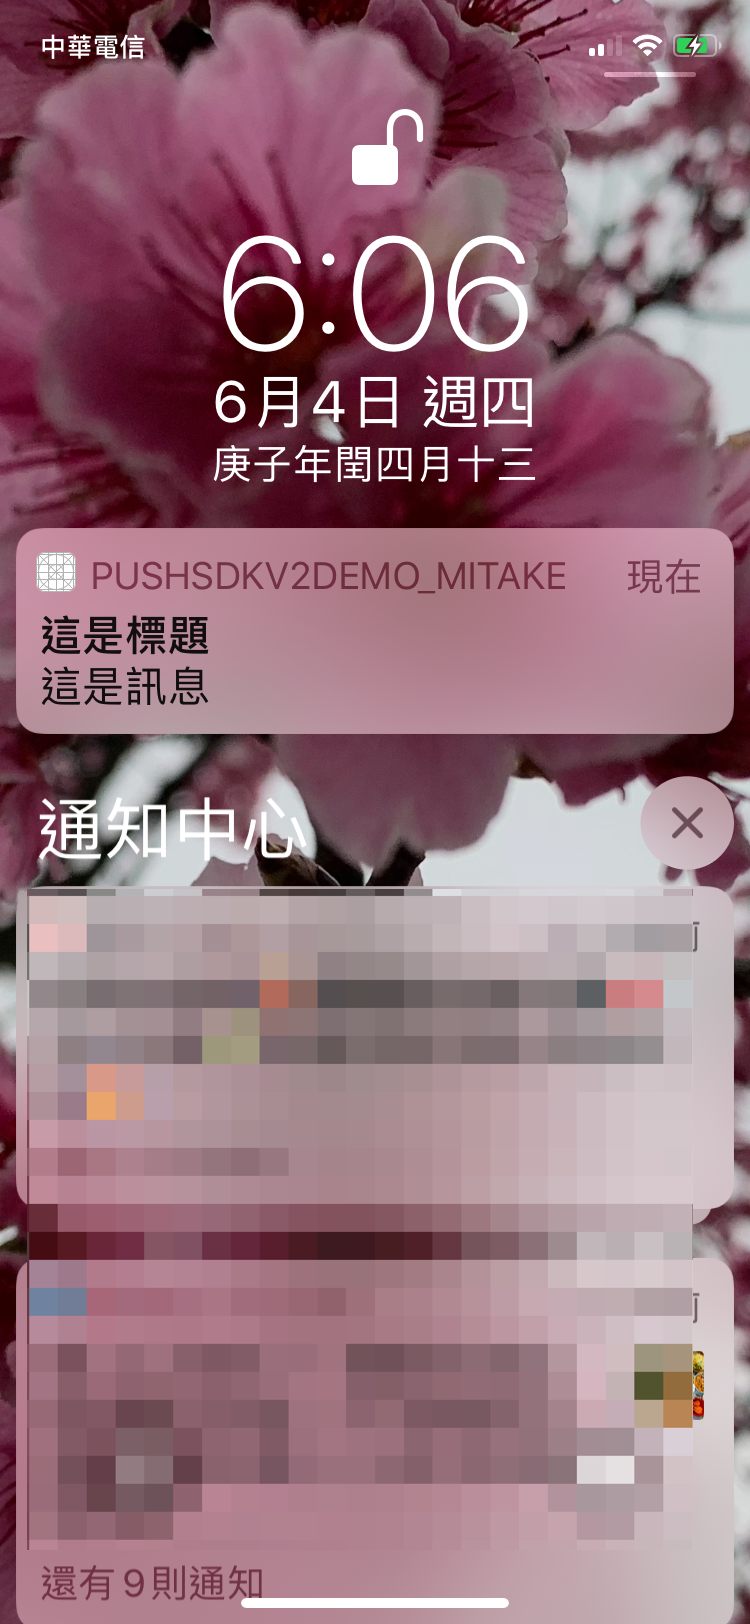 中華電信
6:06
6月4日 週四
庚子年閏四月十三
PUSHSDKV2DEMO_MITAKE 現在
這是標題
這是訊息
通知中心
還有9則通知